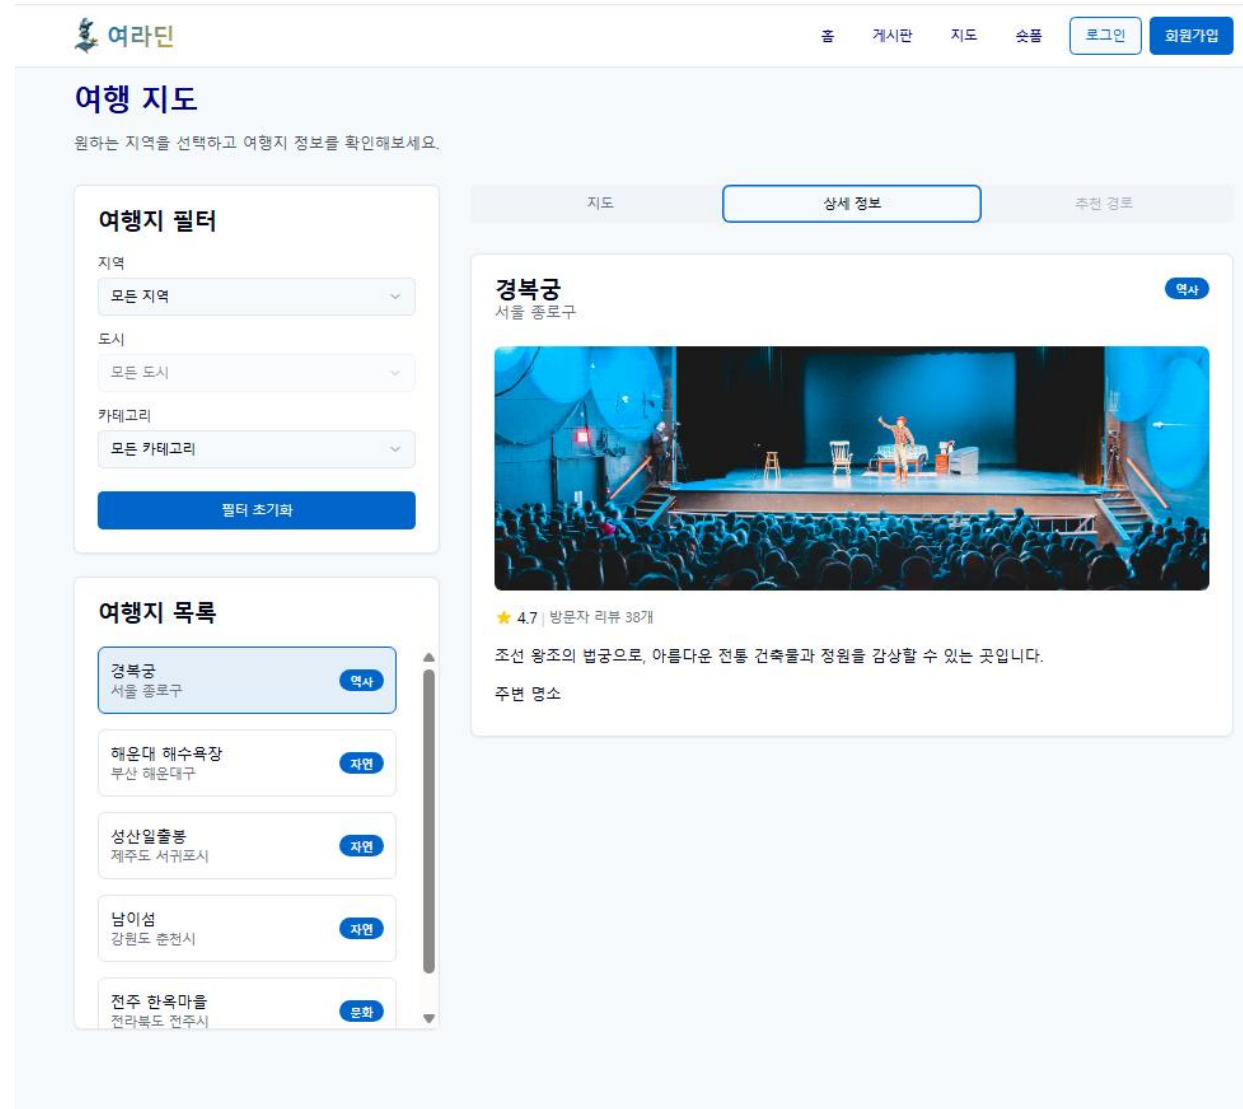 여라딘
홈 게시판 지도 숏폼 로그인 회원가입
여행 지도
원하는 지역을 선택하고 여행지 정보를 확인해보세요.
여행지 필터
지역
모든 지역
도시
모든 도시
카테고리
모든 카테고리
필터 초기화
여행지 목록
경복궁
서울 종로구
역사
해운대 해수욕장
부산 해운대구
자연
성산일출봉
제주도 서귀포시
자연
남이섬
강원도 춘천시
자연
전주 한옥마을
전라북도 전주시
문화
지도 상세 정보 추천 경로
경복궁
서울 종로구
역사
4.7 | 방문자 리뷰 38개
조선 왕조의 법궁으로, 아름다운 전통 건축물과 정원을 감상할 수 있는 곳입니다.
주변 명소